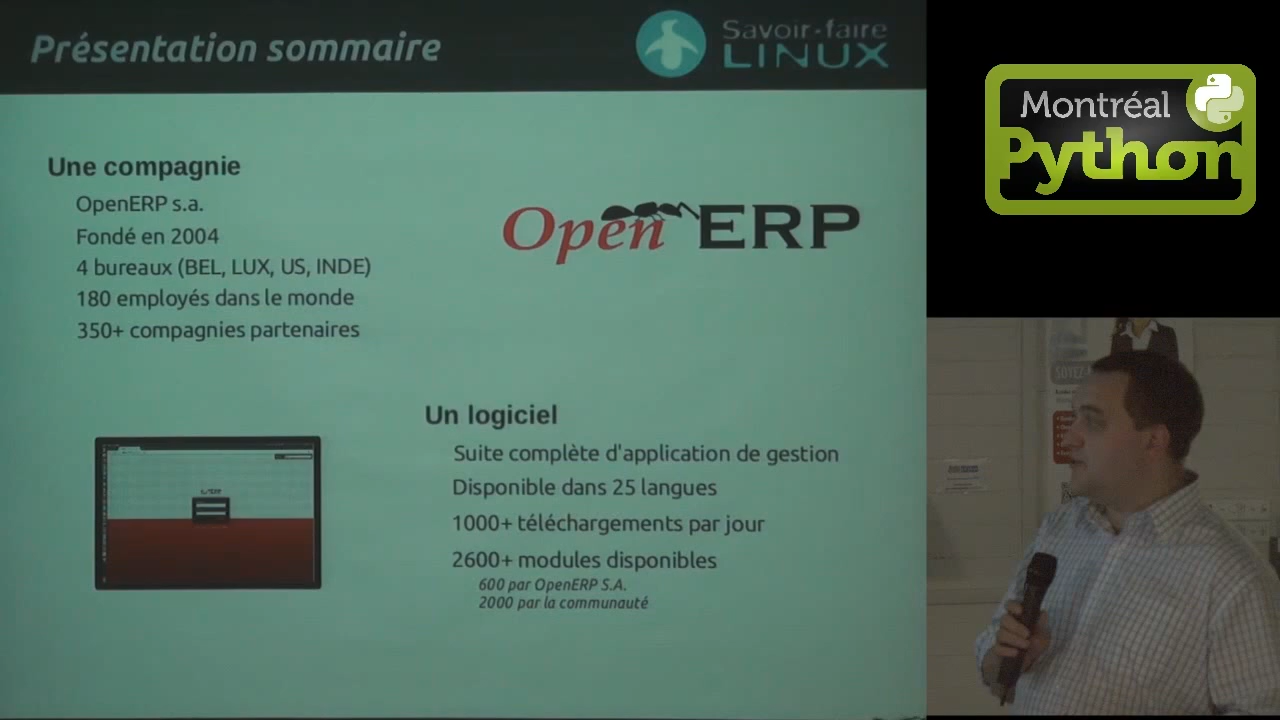 Présentation sommaire
Savoir-faire
LINUX
Une compagnie
OpenERP s.a.
Fondé en 2004
4 bureaux (BEL, LUX, US, INDE)
180 employés dans le monde
350+ compagnies partenaires
Open ERP
Un logiciel
Suite complète d'application de gestion
Disponible dans 25 langues
1000+ téléchargements par jour
2600+ modules disponibles
600 par OpenERP S.A.
2000 par la communauté
Montréal
Python